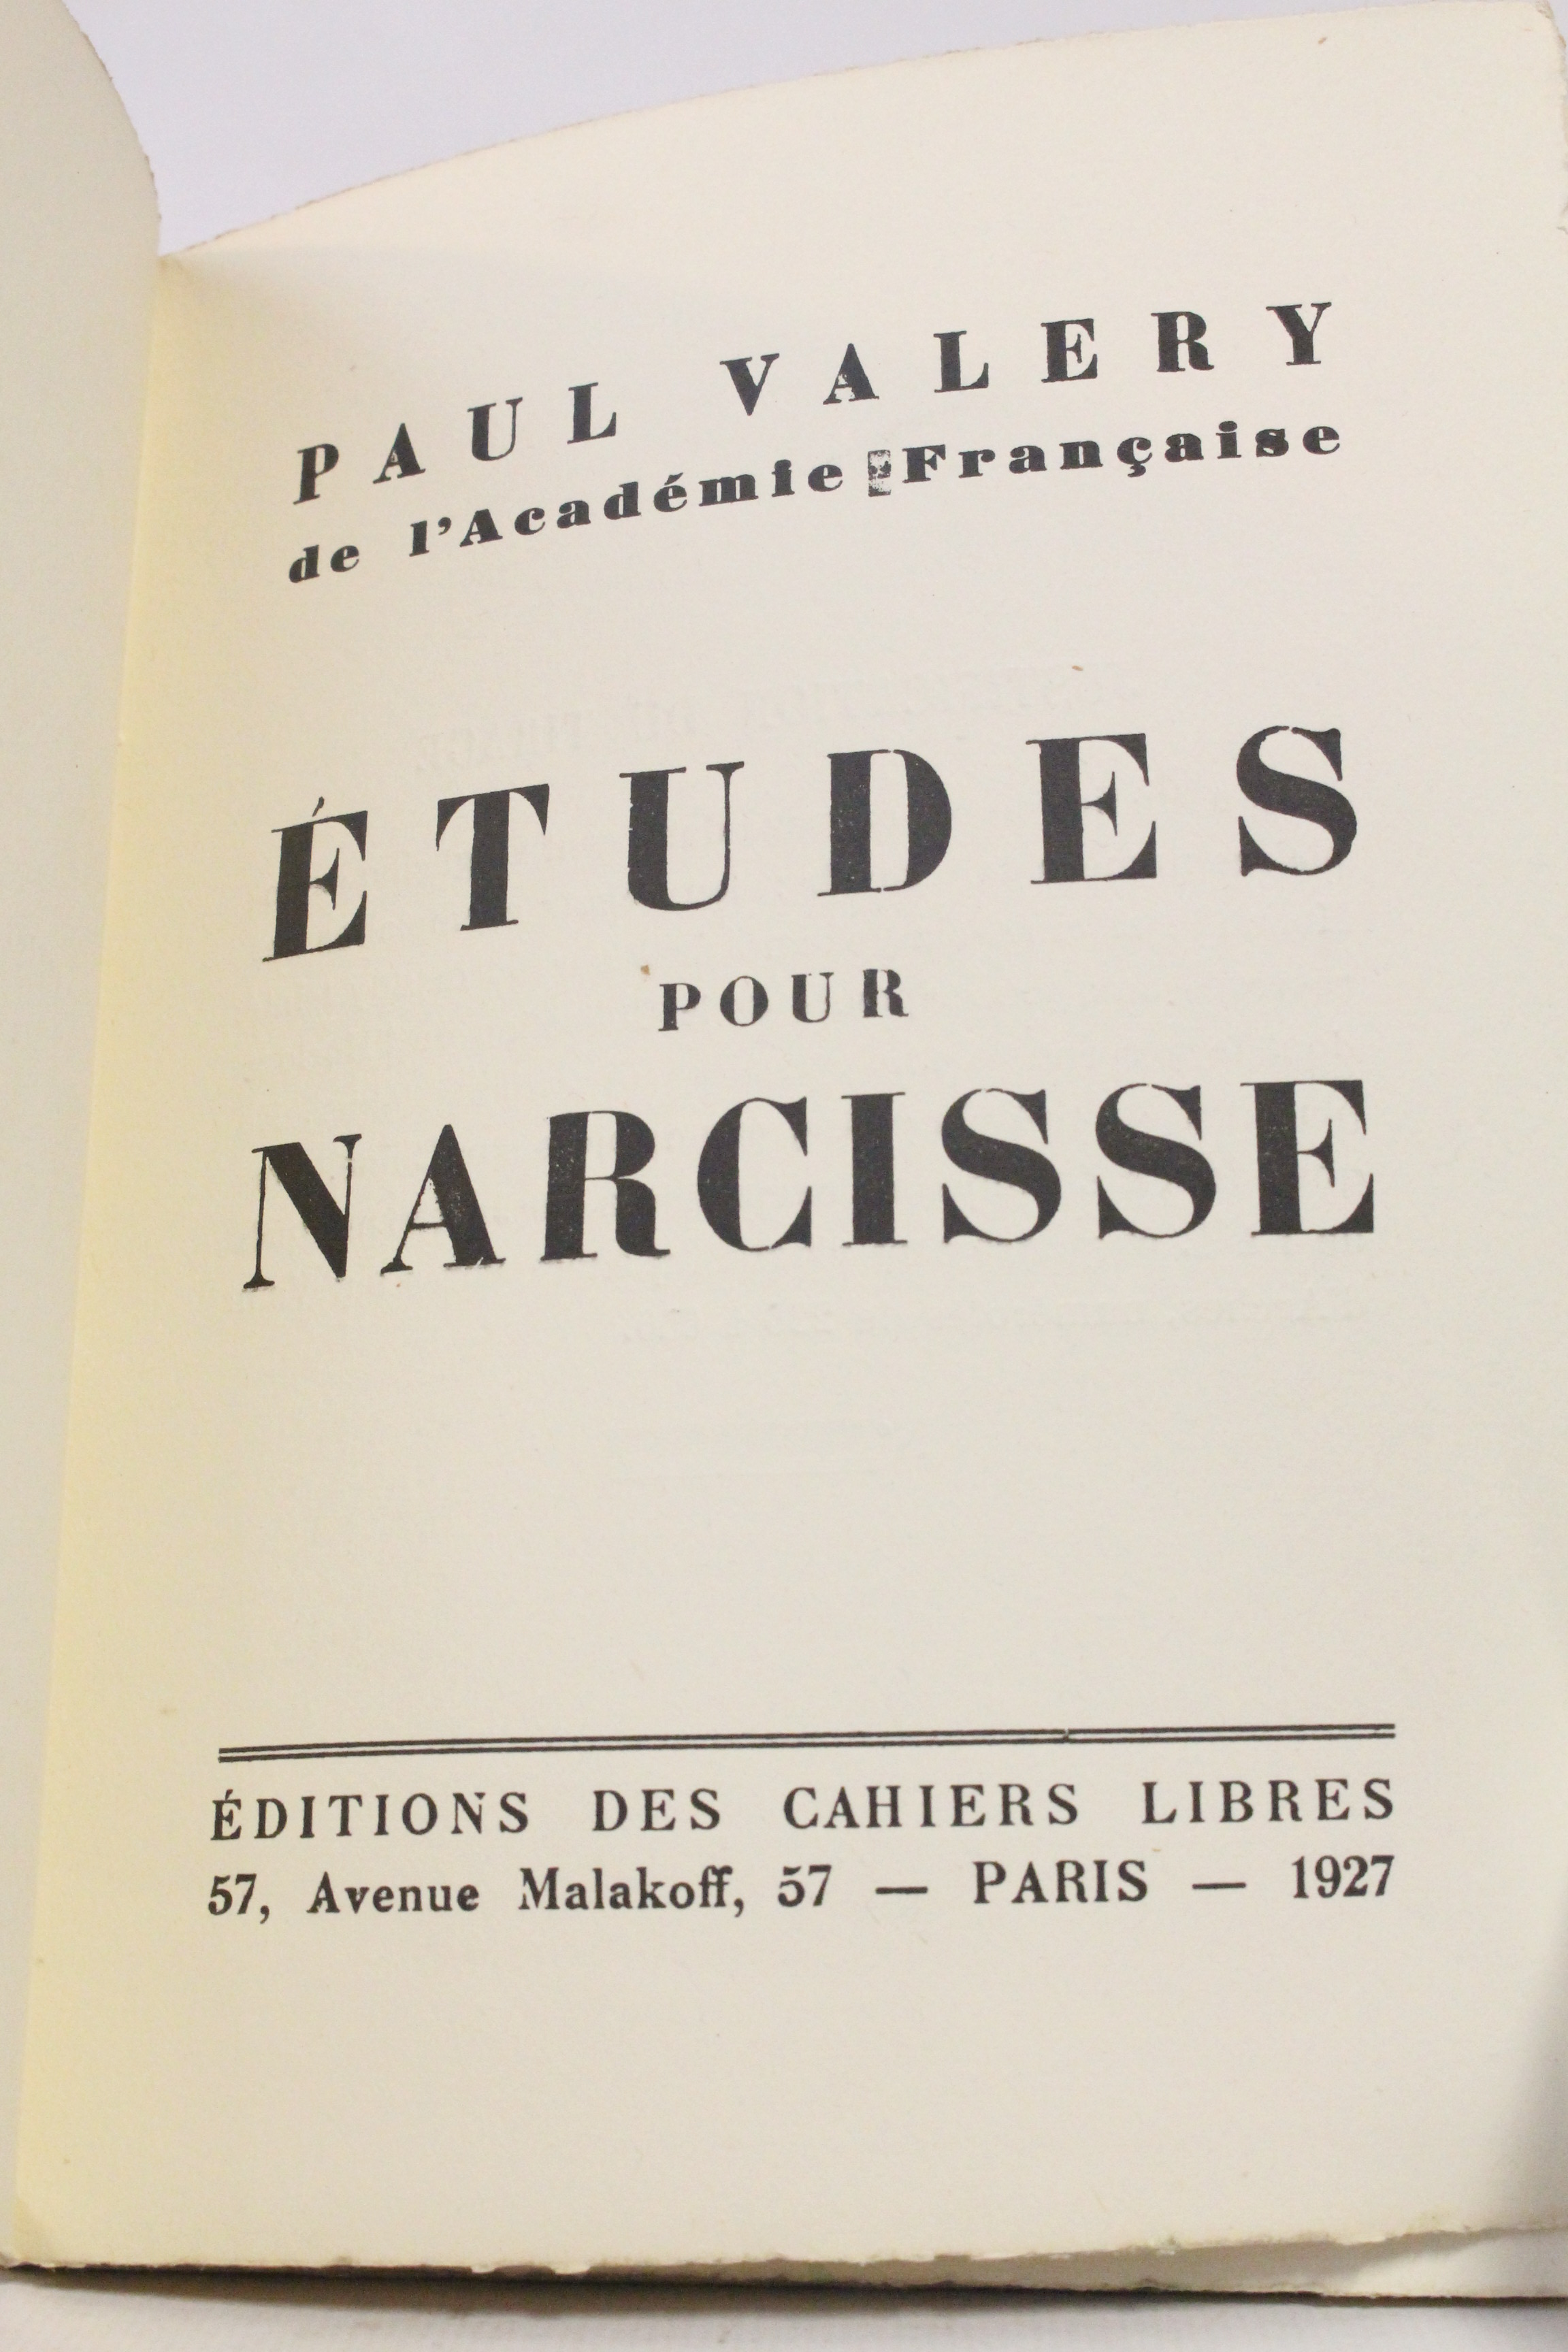 PAUL VALERY
de l'Académie Française
ÉTUDES
POUR
NARCISSE
ÉDITIONS DES CAHIERS LIBRES
57, Avenue Malakoff, 57 — PARIS — 1927